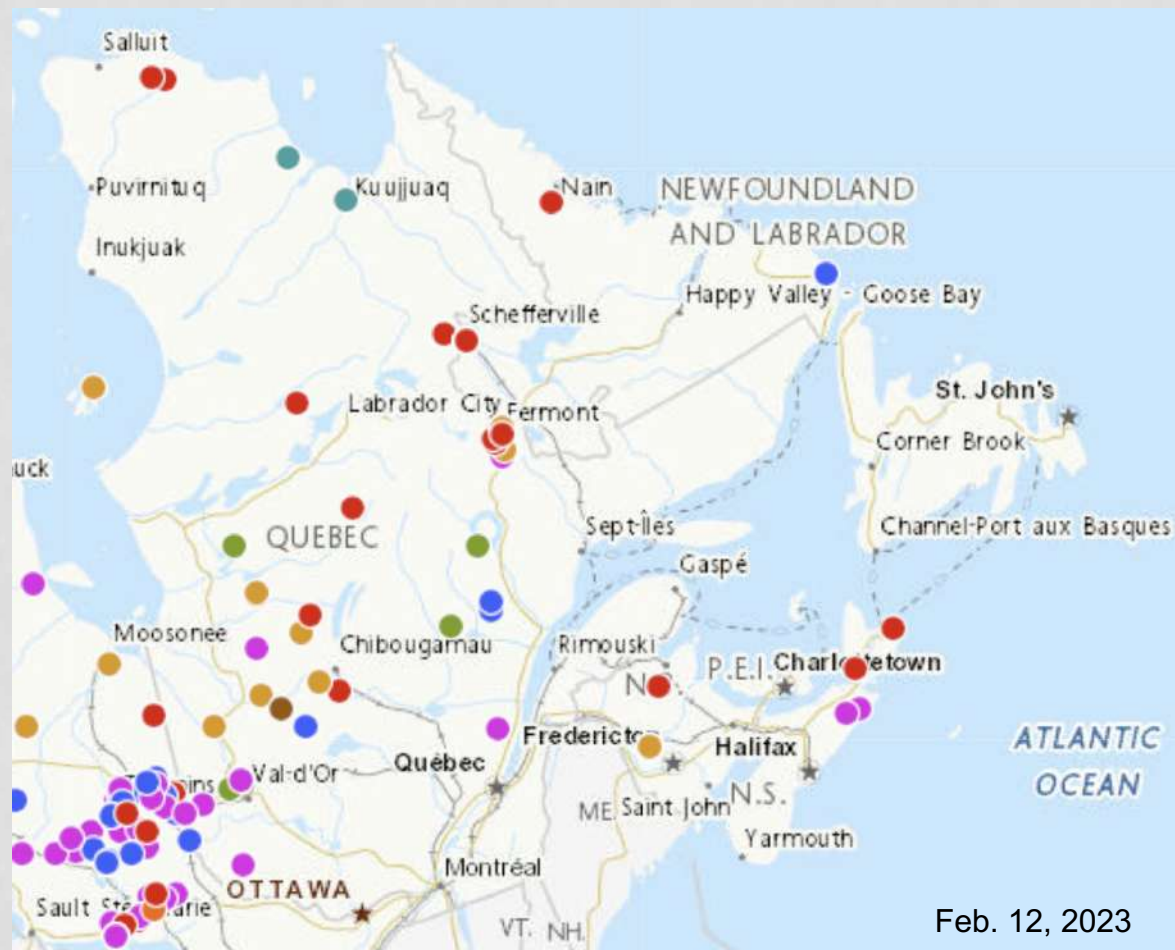 Salluit
Puvirnituq
Kuujjuaq
Nain
NEWFOUNDLAND
AND LABRADOR
Inukjuak
Happy Valley - Goose Bay
Schefferville
St. John's
Labrador City
Fermont
Corner Brook
uck
Sept-Îles
Channel-Port aux Basques
QUEBEC
Gaspé
Moosonee
Chibougamau
Rimouski
P.E.I.
Québec
Halifax
ATLANTIC
OCEAN
Val-d'Or
ME.
Saint John
N.S.
Yarmouth
Montréal
OTTAWA
VT.
NH.
Feb. 12, 2023